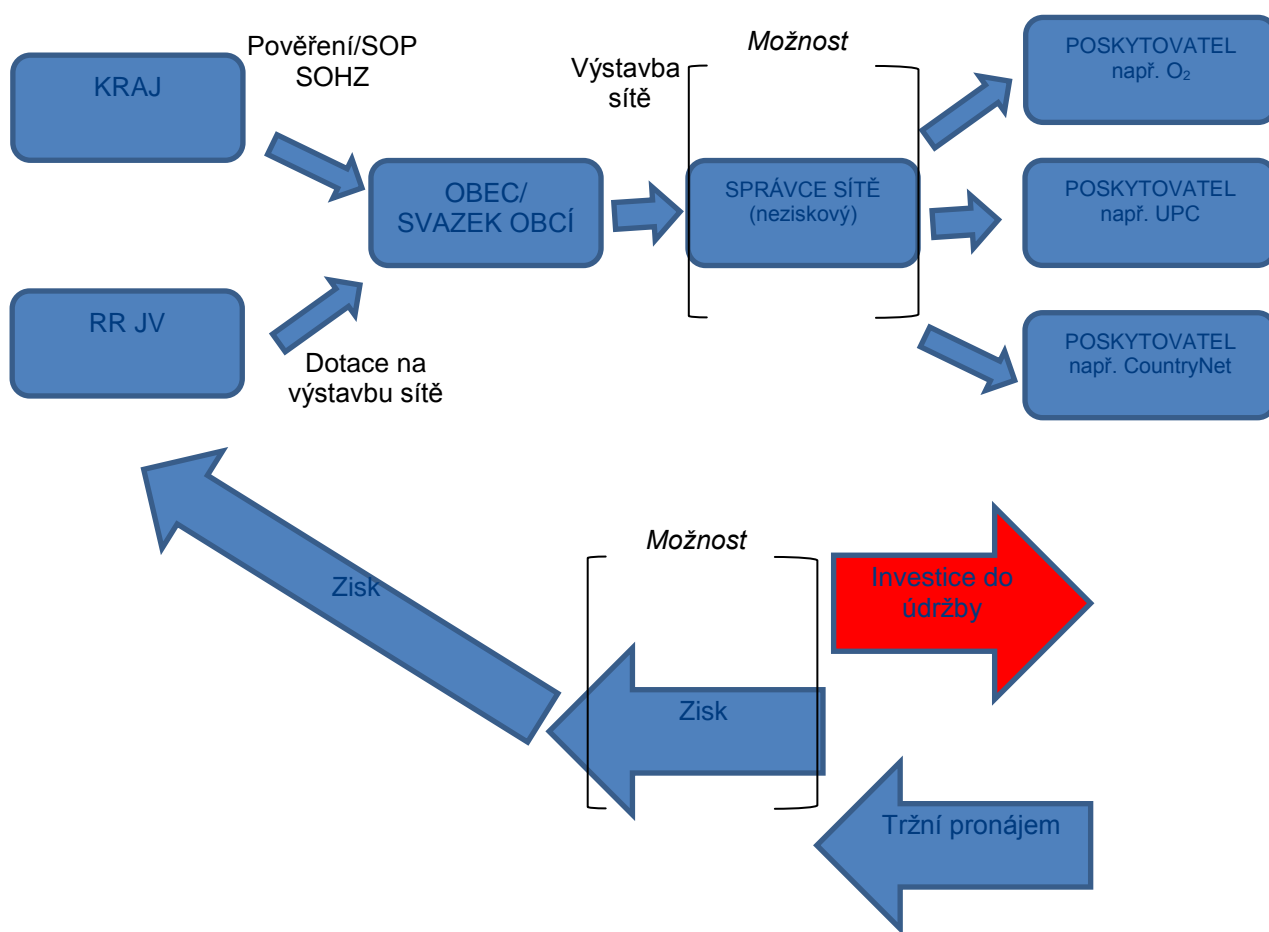 Pověření/SOP
SOHZ
KRAJ
Výstavba
sítě
Možnost
POSKYTOVATEL
např. O₂
OBEC/
SVAZEK OBCÍ
SPRÁVCE SÍTĚ
(neziskový)
POSKYTOVATEL
např. UPC
RR JV
Dotace na
výstavbu sítě
POSKYTOVATEL
např. CountryNet
Zisk
Možnost
Investice do
údržby
Zisk
Tržní pronájem